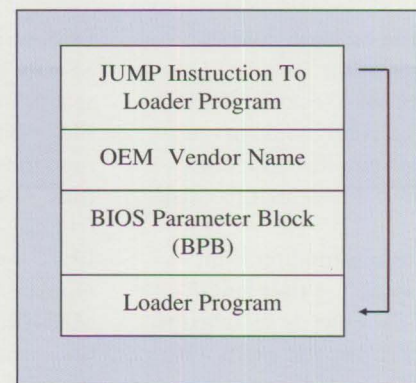 JUMP Instruction To
Loader Program
OEM Vendor Name
BIOS Parameter Block
(BPB)
Loader Program